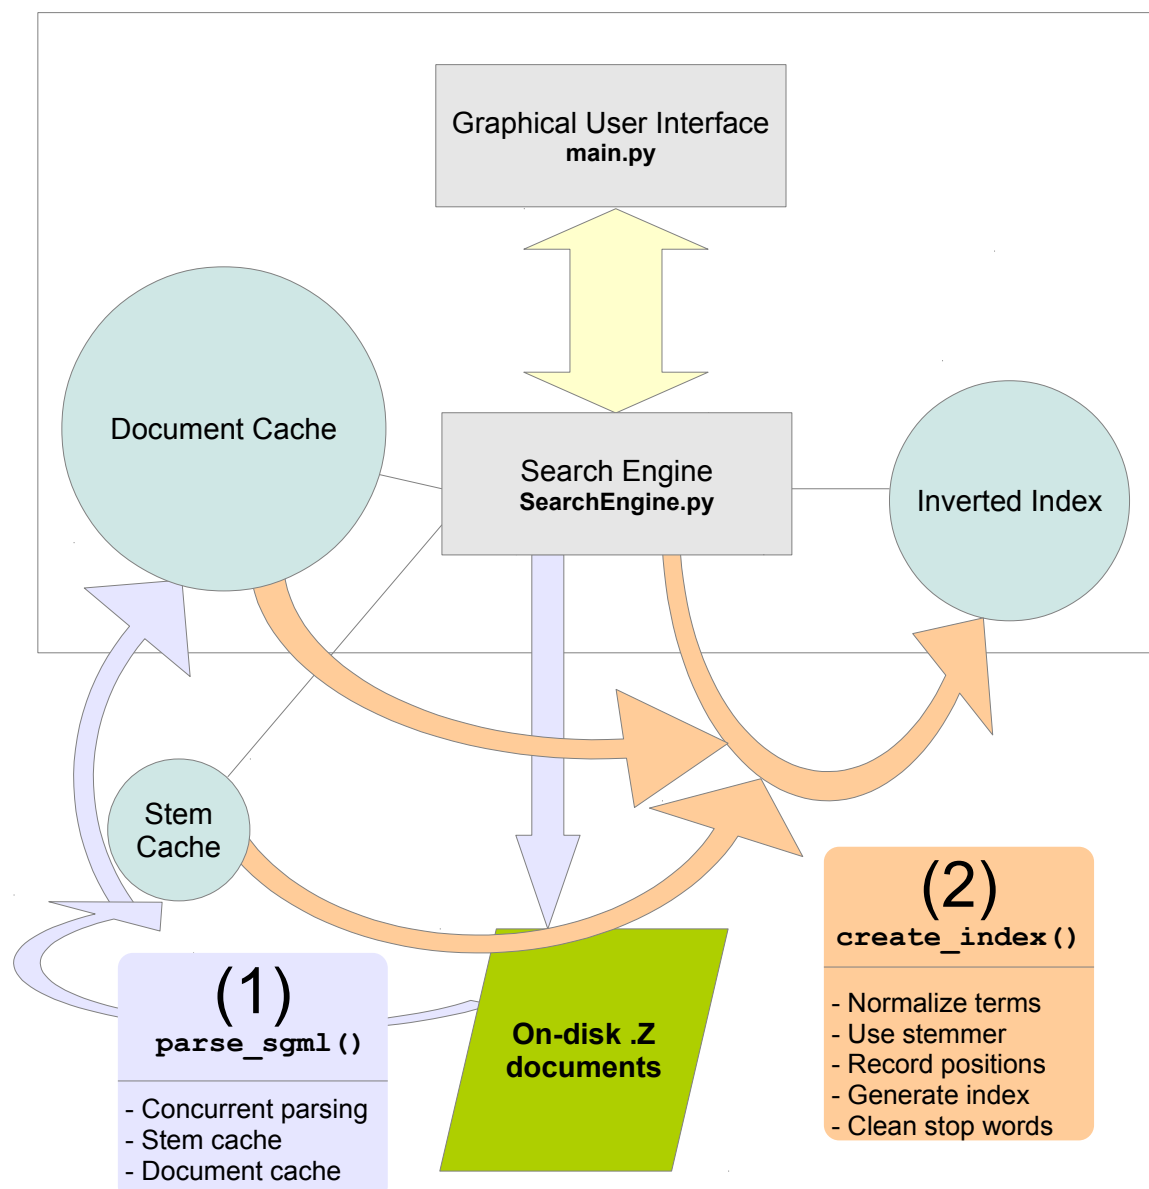 Graphical User Interface
main.py
Document Cache
Search Engine
SearchEngine.py
Inverted Index
Stem
Cache
(1)
parse_sgml()
- Concurrent parsing
- Stem cache
- Document cache
On-disk .Z
documents
(2)
create_index()
- Normalize terms
- Use stemmer
- Record positions
- Generate index
- Clean stop words